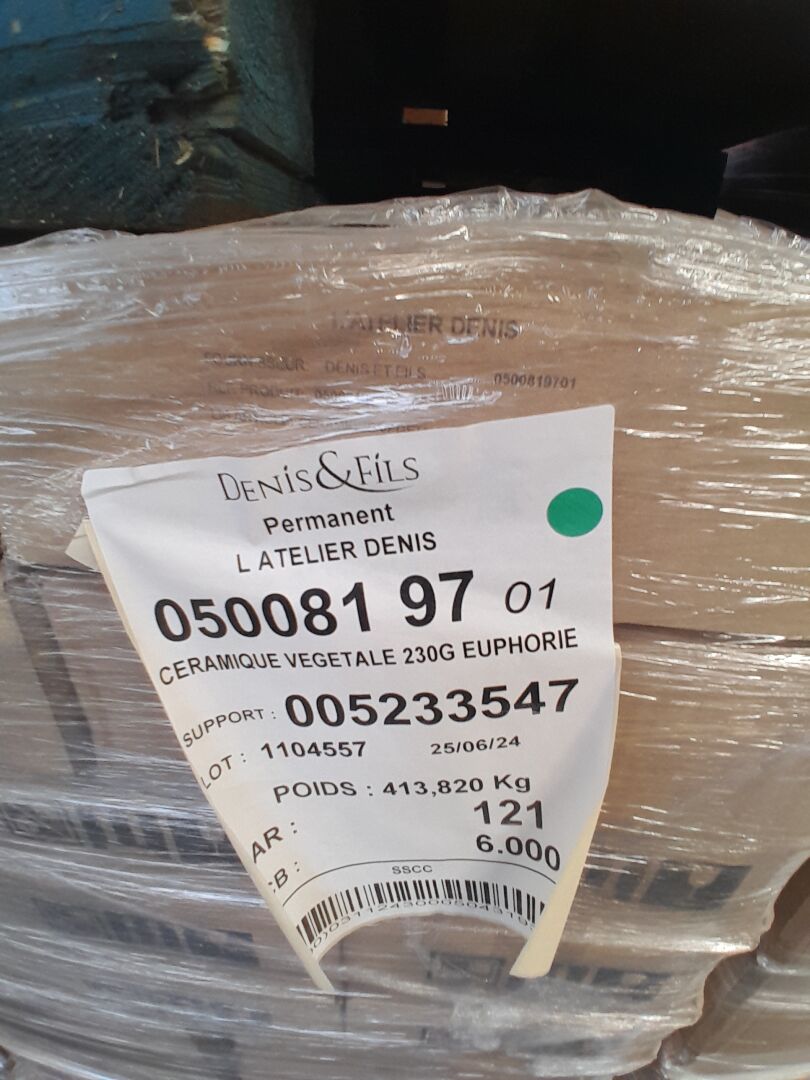 L'ATELIER DENIS
DENIS ET FILS 0500819701
DENIS&FILS
Permanent
L ATELIER DENIS
050081 97 01
CERAMIQUE VEGETALE 230G EUPHORIE
SUPPORT : 005233547
LOT : 1104557 25/06/24
POIDS : 413,820 Kg
AR : 121
B : 6.000
SSCC